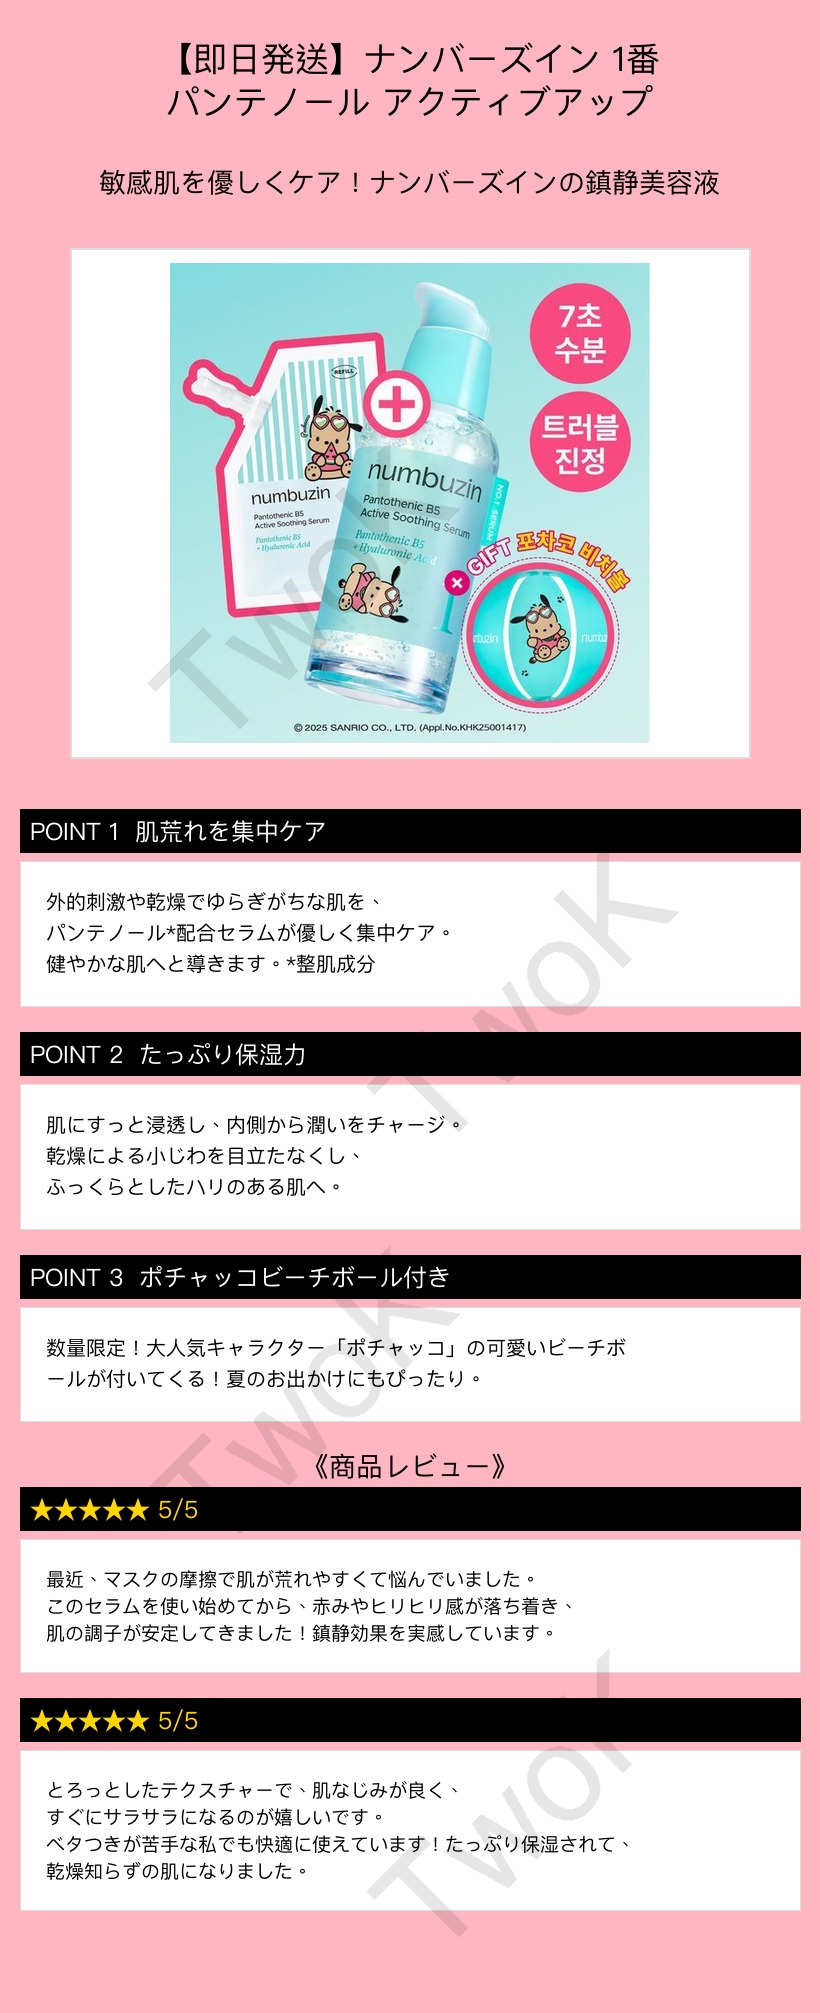 【即日発送】ナンバーズイン 1番
パンテノール アクティブアップ
敏感肌を優しくケア！ナンバーズインの鎮静美容液
7초
수분
트러블
진정
REFILL
Pochacco
numbuzin
Pantothenic B5
Active Soothing Serum
Pantothenic B5
+ Hyaluronic Acid
numbuzin
Pantothenic B5
Active Soothing Serum
Pantothenic B5
+Hyaluronic Acid
1
NO.1 SERUM
GIFT 포차코 비치볼
© 2025 SANRIO CO., LTD. (Appl.No.KHK25001417)
TwoK
POINT 1 肌荒れを集中ケア
外的刺激や乾燥でゆらぎがちな肌を、
パンテノール*配合セラムが優しく集中ケア。
健やかな肌へと導きます。*整肌成分
TwoK
POINT 2 たっぷり保湿力
肌にすっと浸透し、内側から潤いをチャージ。
乾燥による小じわを目立たなくし、
ふっくらとしたハリのある肌へ。
POINT 3 ポチャッコビーチボール付き
数量限定！大人気キャラクター「ポチャッコ」の可愛いビーチボ
ールが付いてくる！夏のお出かけにもぴったり。
TwoK
《商品レビュー》
★★★★★ 5/5
最近、マスクの摩擦で肌が荒れやすくて悩んでいました。
このセラムを使い始めてから、赤みやヒリヒリ感が落ち着き、
肌の調子が安定してきました！鎮静効果を実感しています。
★★★★★ 5/5
とろっとしたテクスチャーで、肌なじみが良く、
すぐにサラサラになるのが嬉しいです。
ベタつきが苦手な私でも快適に使えています！たっぷり保湿されて、
乾燥知らずの肌になりました。
TwoK